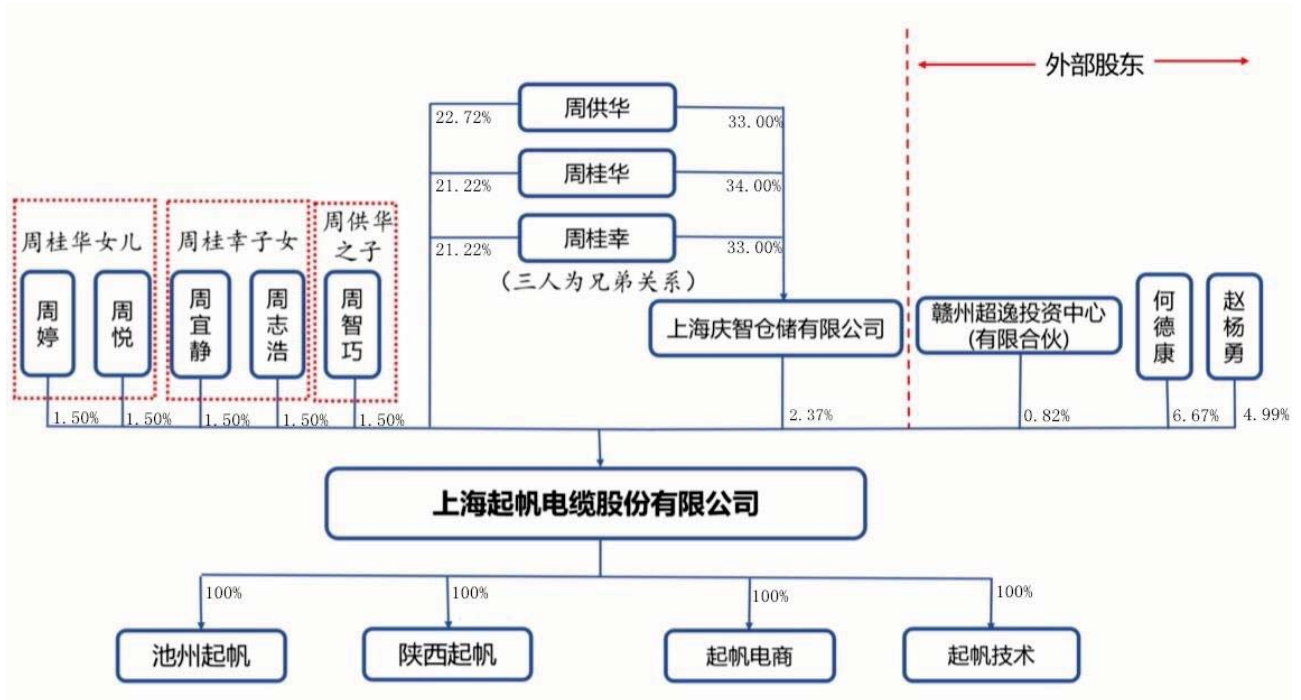 外部股东
周供华
22.72%
33.00%
周桂华
21.22%
34.00%
周桂幸
21.22%
33.00%
(三人为兄弟关系)
周桂华女儿
周桂幸子女
周供华
之子
周婷
周悦
周宜静
周志浩
周智巧
上海庆智仓储有限公司
赣州超逸投资中心
(有限合伙)
何德康
赵杨勇
1.50%
1.50%
1.50%
1.50%
1.50%
2.37%
0.82%
6.67%
4.99%
上海起帆电缆股份有限公司
100%
100%
100%
100%
池州起帆
陕西起帆
起帆电商
起帆技术